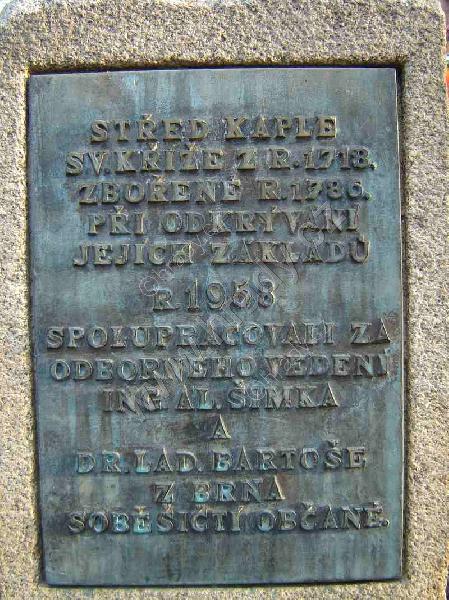 STŘED KAPLE
SV. KŘÍŽE Z R. 1718.
ZBOŘENÉ R. 1786.
PŘI ODKRÝVÁNÍ
JEJÍCH ZÁKLADŮ
R 1958
SPOLUPRACOVALI ZA
ODBORNÉHO VEDENÍ
ING AL. ŠIMKA
A
DR. LAD. BARTOŠE
Z BRNA
SOBĚŠIČTÍ OBČANÉ.